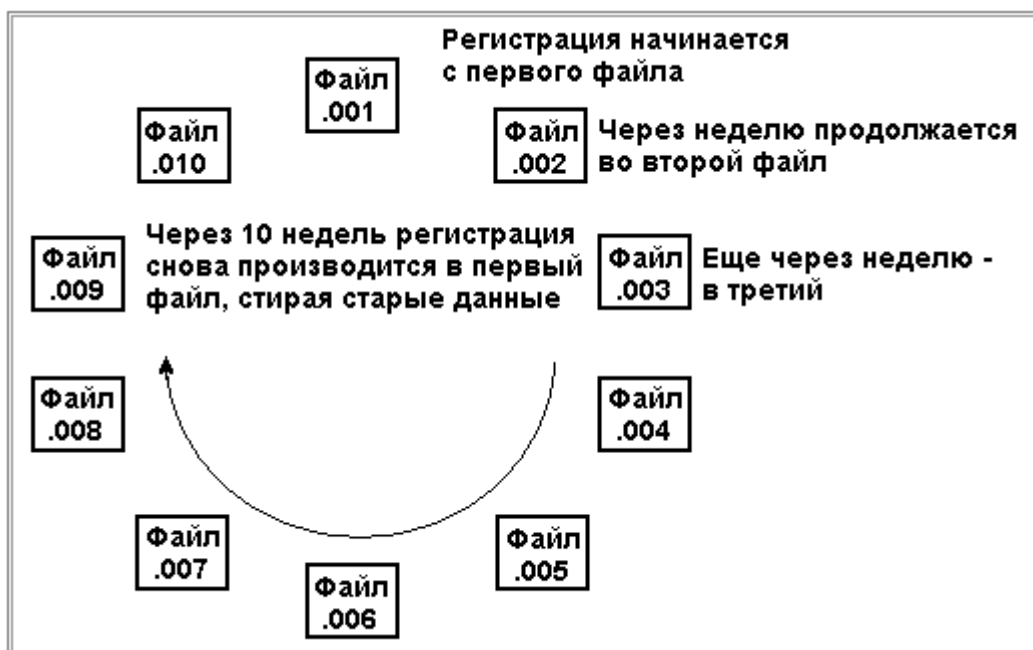 Регистрация начинается
с первого файла
Файл
.001
Файл
.002
Через неделю продолжается
во второй файл
Файл
.003
Еще через неделю -
в третий
Файл
.004
Файл
.005
Файл
.006
Файл
.007
Файл
.008
Файл
.009
Файл
.010
Через 10 недель регистрация
снова производится в первый
файл, стирая старые данные